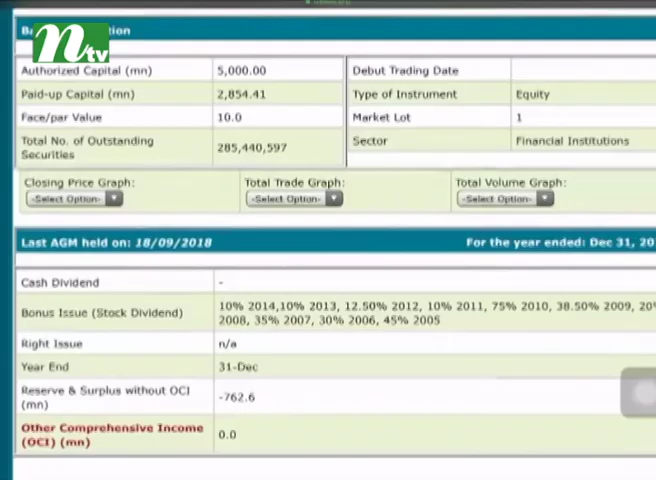 ntv
Authorized Capital (mn) 5,000.00 Debut Trading Date
Paid-up Capital (mn) 2,854.41 Type of Instrument Equity
Face/par Value 10.0 Market Lot 1
Total No. of Outstanding Securities 285,440,597 Sector Financial Institutions
Closing Price Graph: Total Trade Graph: Total Volume Graph:
-Select Option- -Select Option- -Select Option-
Last AGM held on: 18/09/2018 For the year ended: Dec 31, 20
Cash Dividend -
Bonus Issue (Stock Dividend) 10% 2014,10% 2013, 12.50% 2012, 10% 2011, 75% 2010, 38.50% 2009, 20%
2008, 35% 2007, 30% 2006, 45% 2005
Right Issue n/a
Year End 31-Dec
Reserve & Surplus without OCI (mn) -762.6
Other Comprehensive Income (OCI) (mn) 0.0